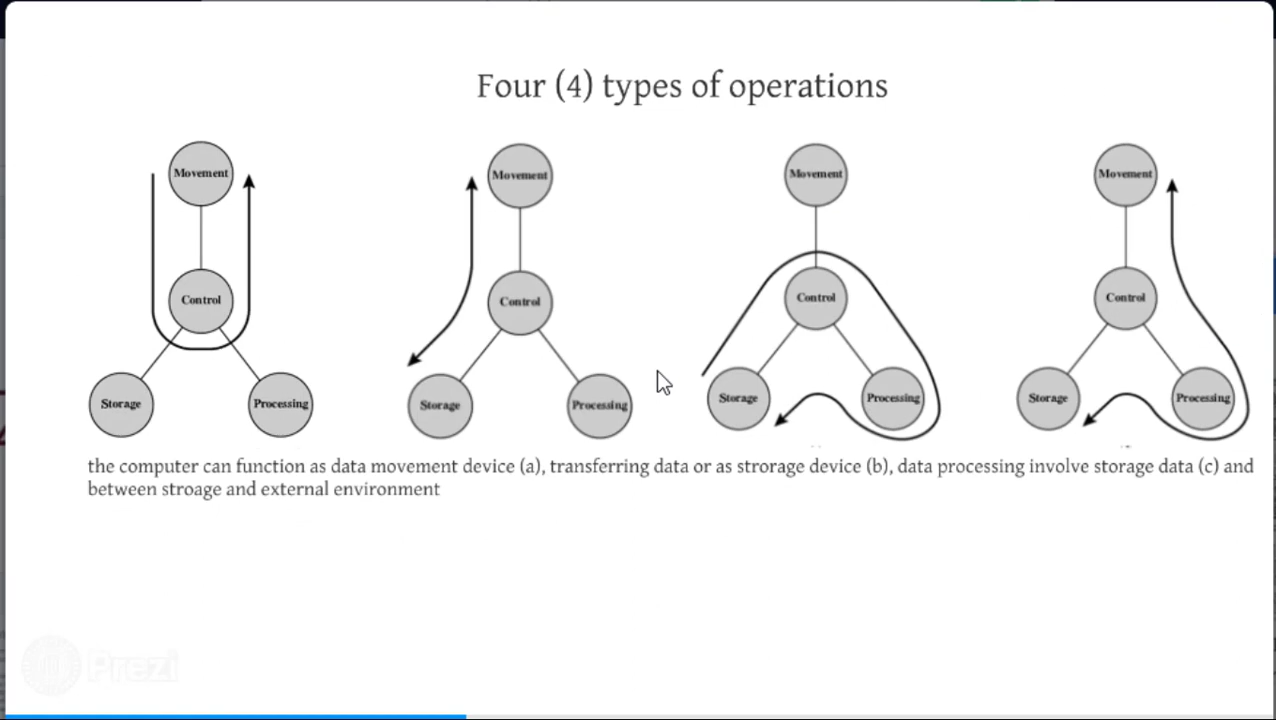 Four (4) types of operations
Movement Movement Movement Movement
Control Control Control Control
Storage Processing Storage Processing Storage Processing Storage Processing
the computer can function as data movement device (a), transferring data or as strorage device (b), data processing involve storage data (c) and
between stroage and external environment
Prezi